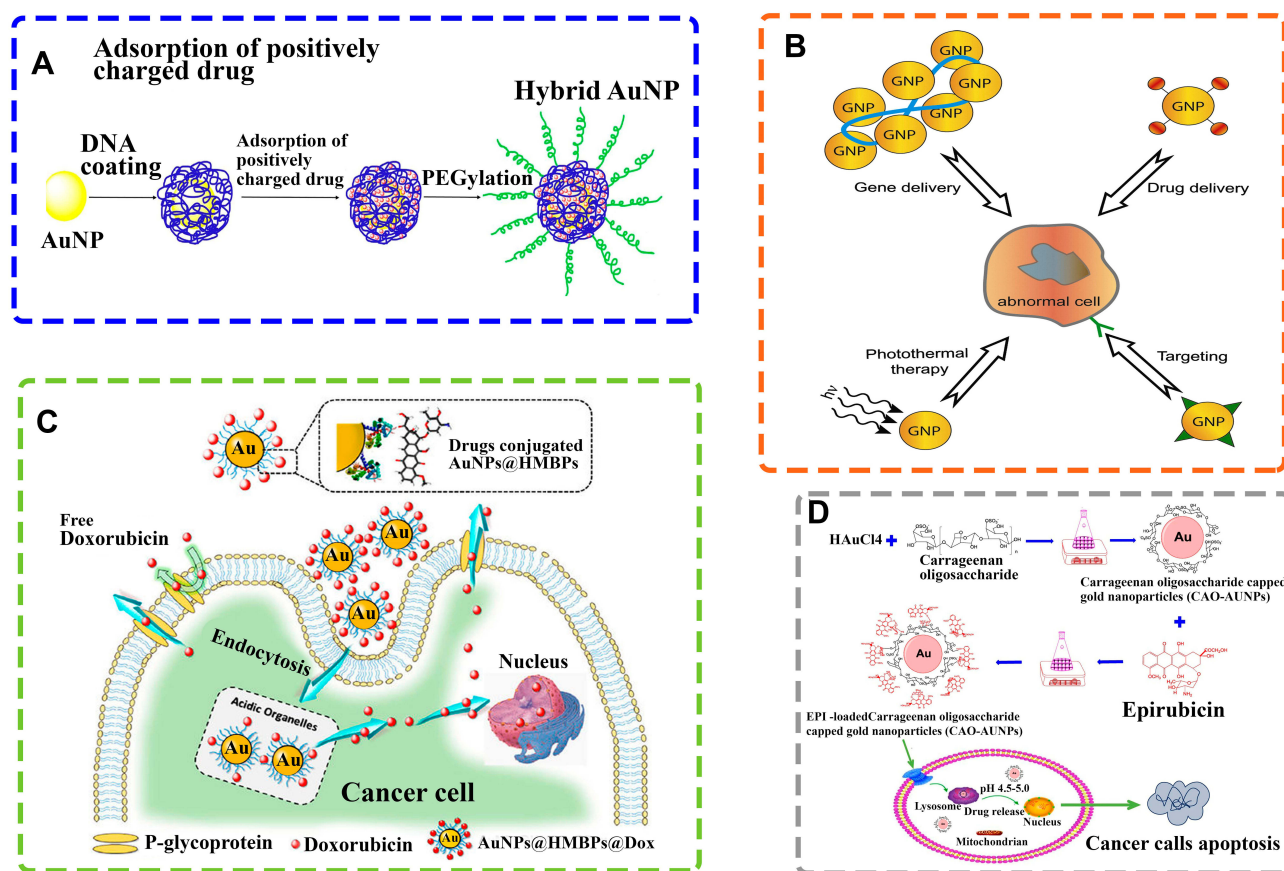 A
Adsorption of positively
charged drug
Hybrid AuNP
DNA
coating
Adsorption of
positively
charged drug
PEGylation
AuNP
B
GNP
GNP
GNP
GNP
GNP
GNP
GNP
GNP
Gene delivery
Drug delivery
abnormal cell
Photothermal
therapy
Targeting
hν
GNP
GNP
C
Au
Drugs conjugated
AuNPs@HMBPs
Free
Doxorubicin
Au
Au
Au
Endocytosis
Nucleus
Acidic Organelles
Au
Au
Cancer cell
P-glycoprotein
Doxorubicin
Au
AuNPs@HMBPs@Dox
D
HAuCl4 +
Carrageenan
oligosaccharide
Au
Carrageenan oligosaccharide capped
gold nanoparticles (CAO-AUNPs)
+
Au
Epirubicin
EPI -loadedCarrageenan oligosaccharide
capped gold nanoparticles (CAO-AUNPs)
pH 4.5-5.0
Lysosome
Drug release
Nucleus
Mitochondrian
Cancer calls apoptosis